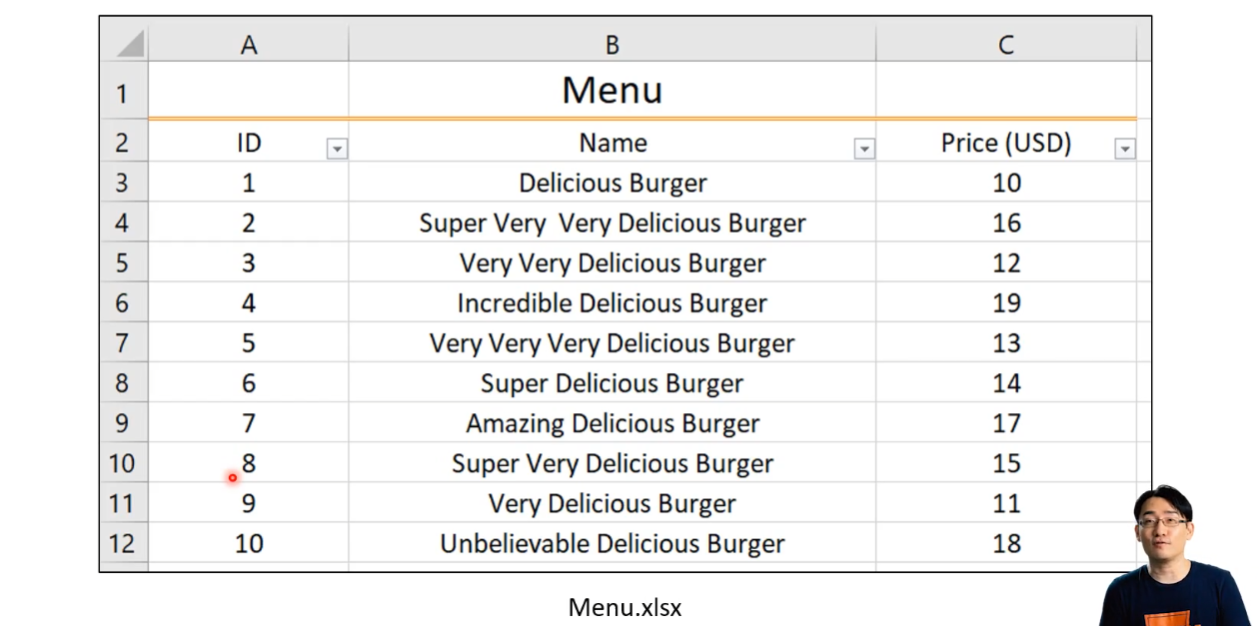 A B C
1 Menu
2 ID Name Price (USD)
3 1 Delicious Burger 10
4 2 Super Very  Very Delicious Burger 16
5 3 Very Very Delicious Burger 12
6 4 Incredible Delicious Burger 19
7 5 Very Very Very Delicious Burger 13
8 6 Super Delicious Burger 14
9 7 Amazing Delicious Burger 17
10 8 Super Very Delicious Burger 15
11 9 Very Delicious Burger 11
12 10 Unbelievable Delicious Burger 18
Menu.xlsx